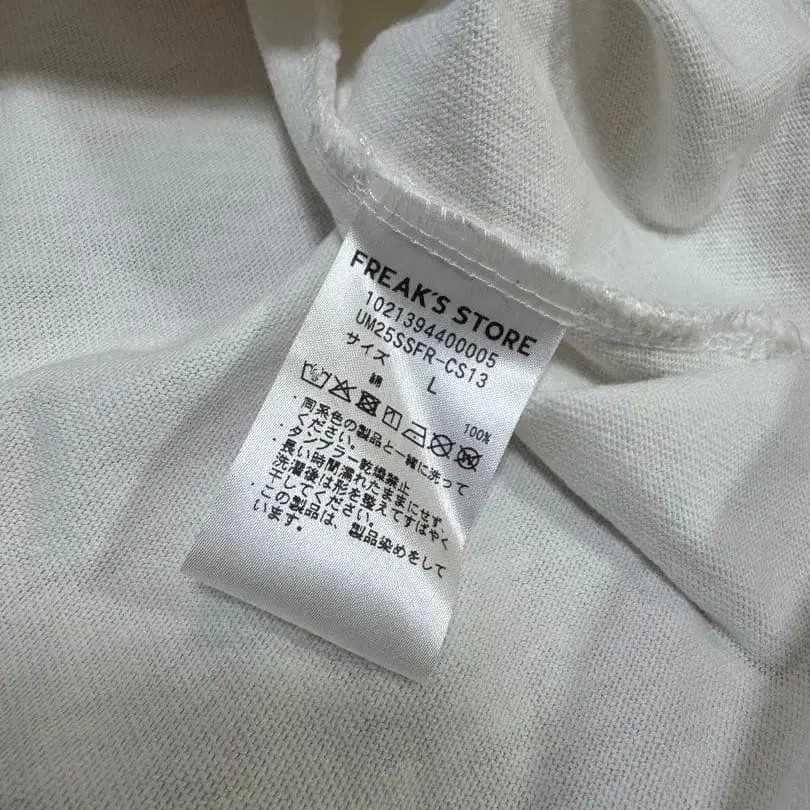 FREAK'S STORE
1021394400005
UM25SSFR-CS13
サイズ L
綿 100%
・同系色の製品と一緒に洗って
ください。
・タンブラー乾燥禁止
・長い時間濡れたままにせず、
洗濯後は形を整えてすばやく
干してください。
・この製品は、製品染めをして
います。